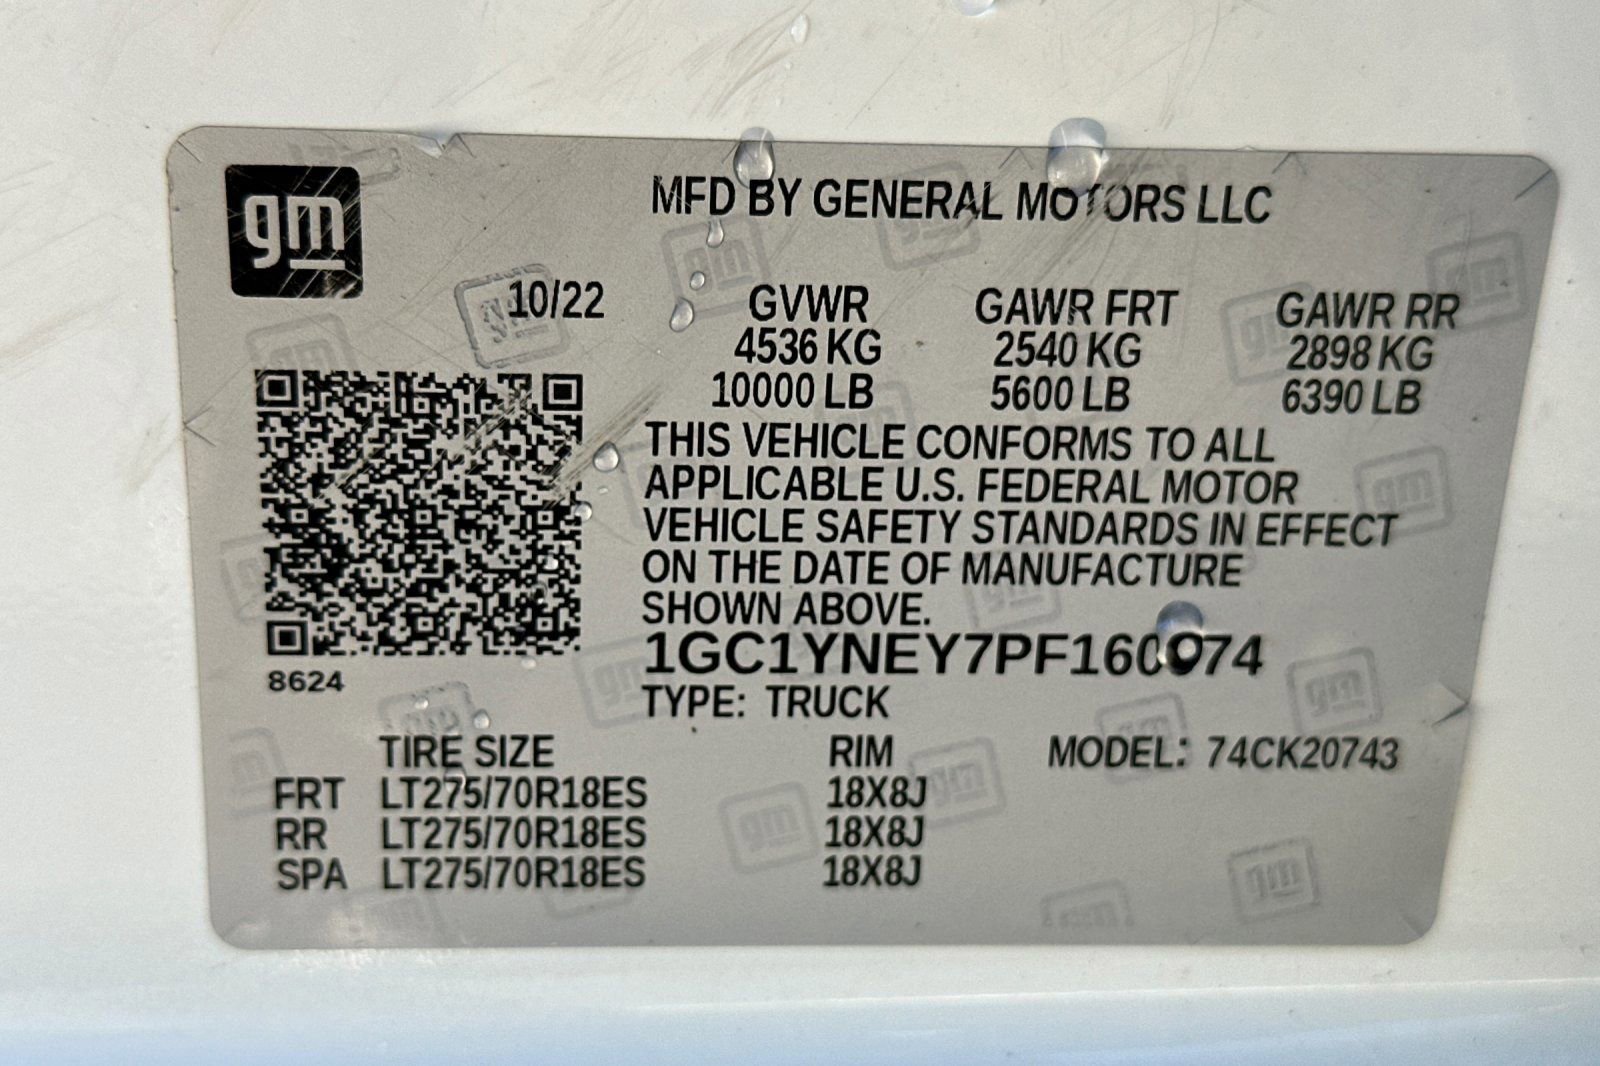 gm
MFD BY GENERAL MOTORS LLC
10/22 GVWR GAWR FRT GAWR RR
4536 KG 2540 KG 2898 KG
10000 LB 5600 LB 6390 LB
THIS VEHICLE CONFORMS TO ALL
APPLICABLE U.S. FEDERAL MOTOR
VEHICLE SAFETY STANDARDS IN EFFECT
ON THE DATE OF MANUFACTURE
SHOWN ABOVE.
1GC1YNEY7PF160974
8624
TYPE: TRUCK
TIRE SIZE RIM MODEL: 74CK20743
FRT LT275/70R18ES 18X8J
RR LT275/70R18ES 18X8J
SPA LT275/70R18ES 18X8J